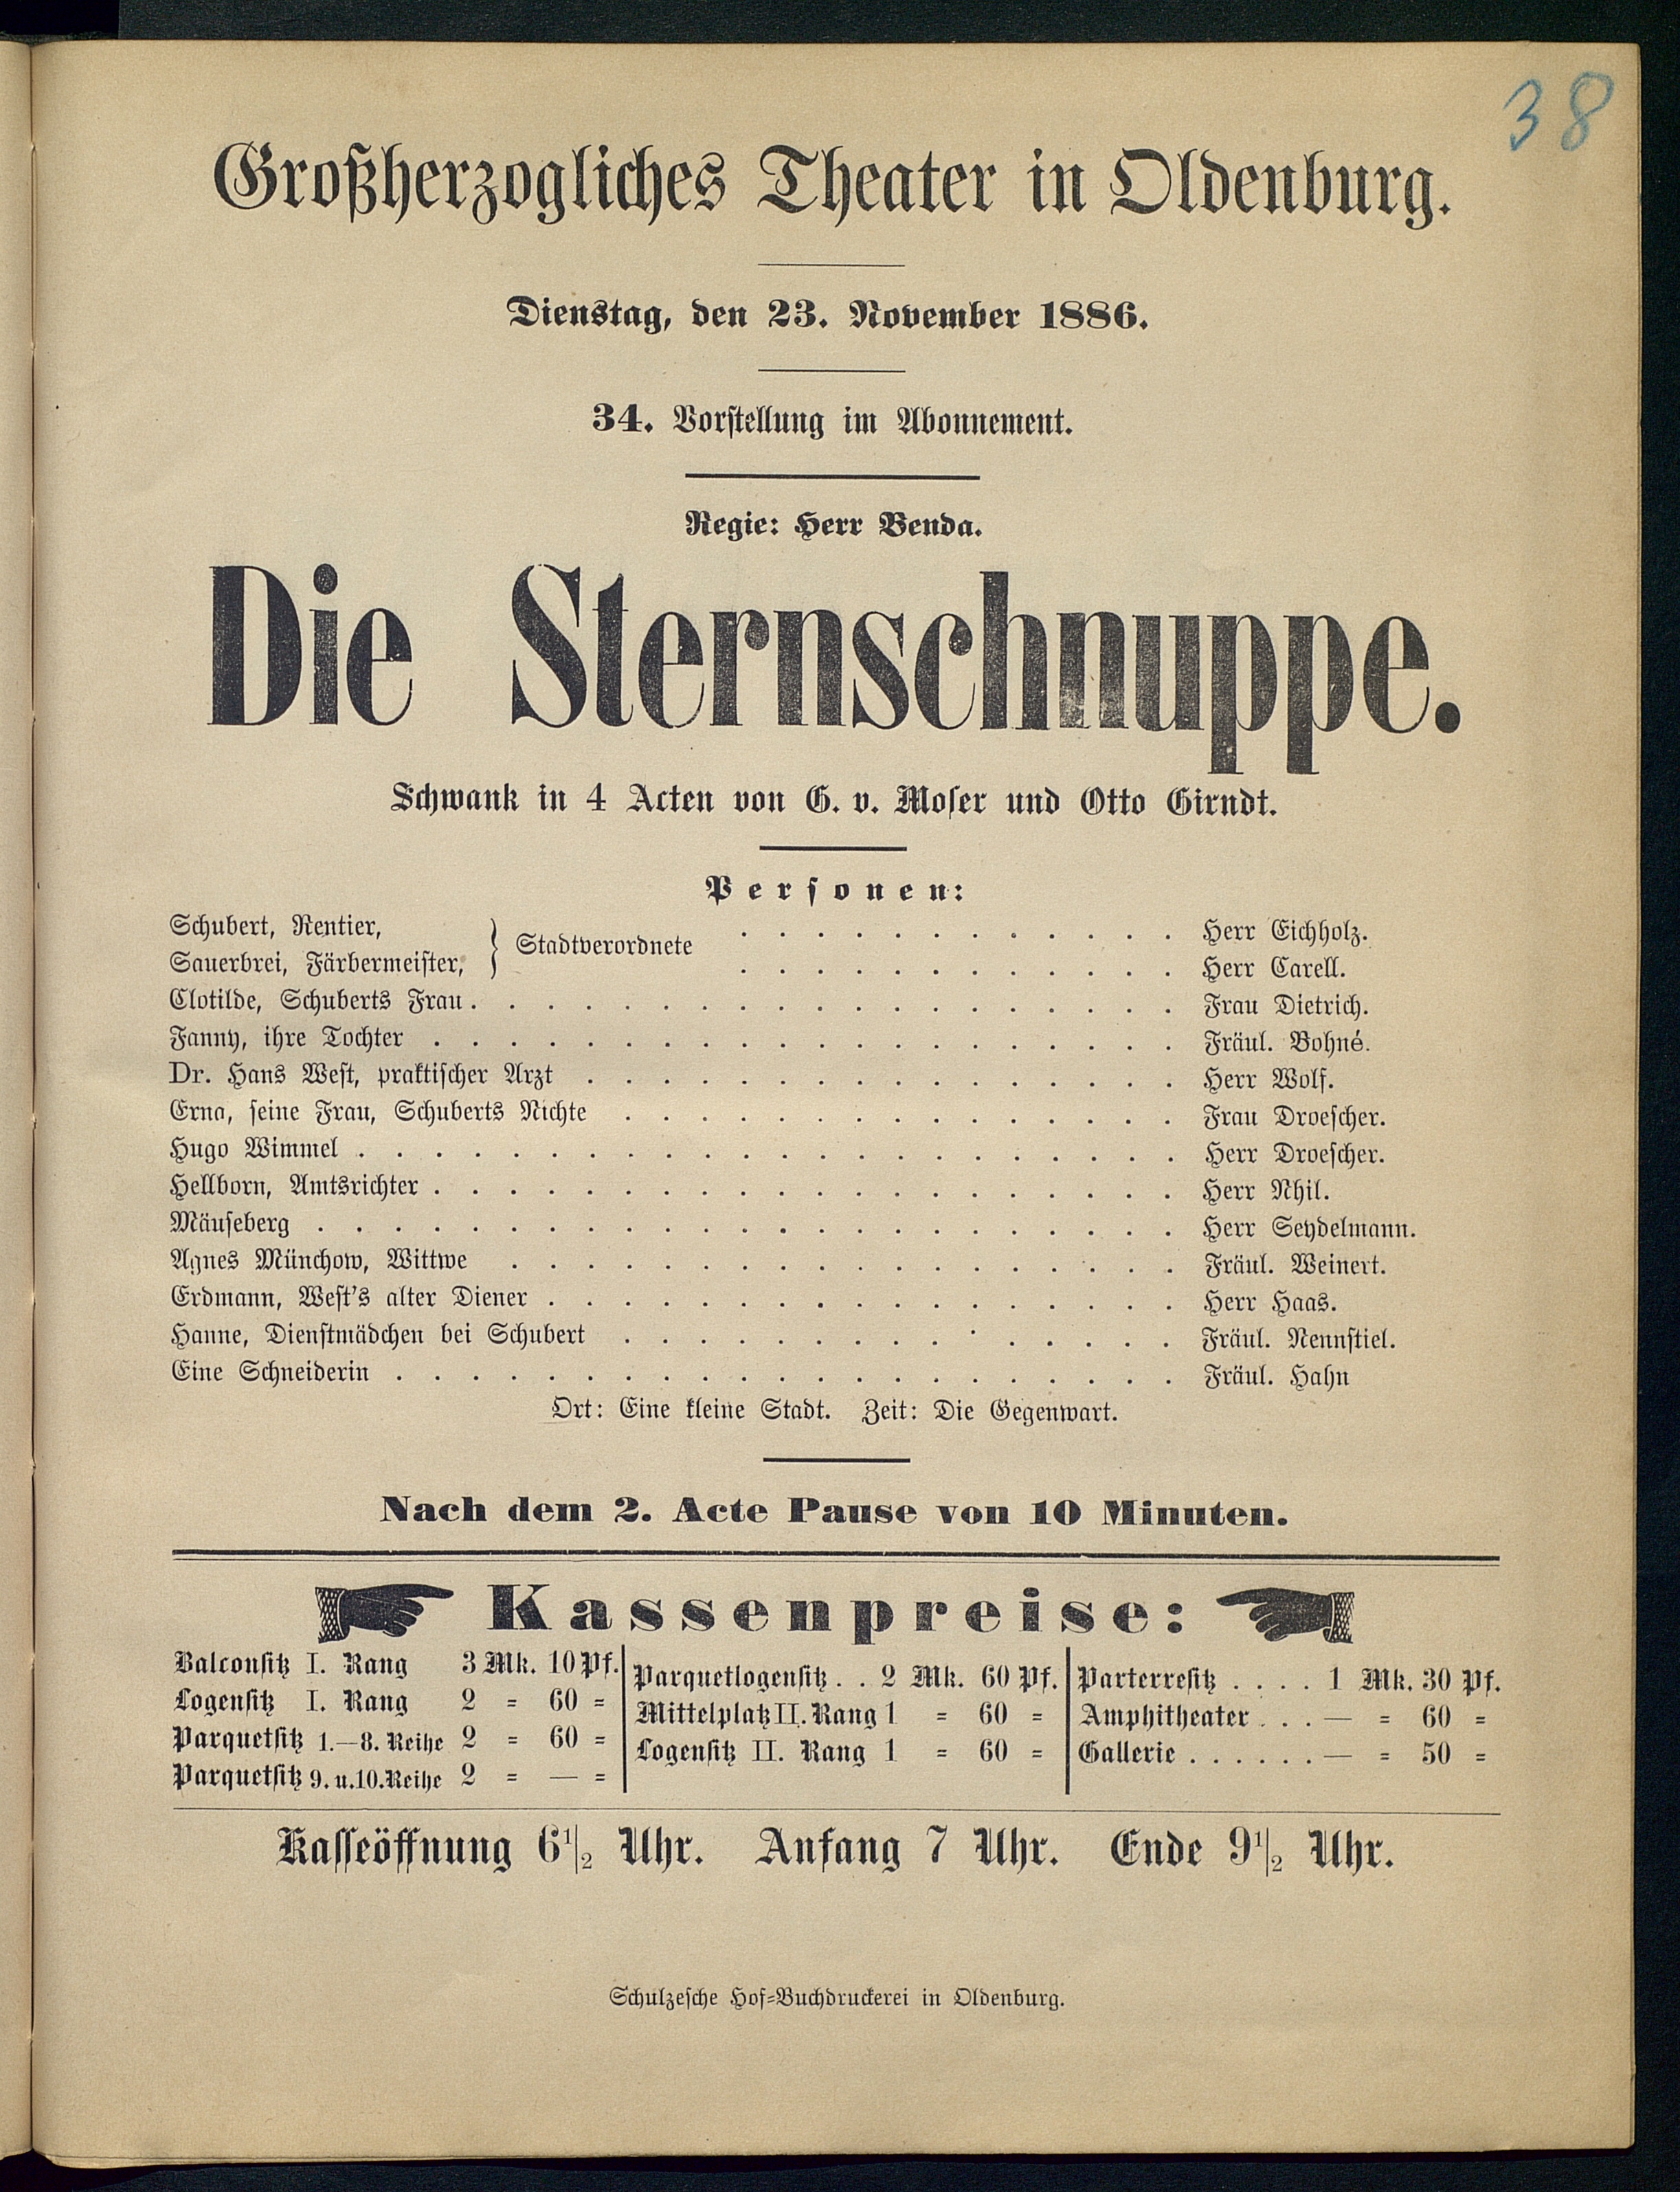 38
Großherzogliches Theater in Oldenburg.
Dienstag, den 23. November 1886.
34. Vorstellung im Abonnement.
Regie: Herr Benda.
Die Sternschnuppe.
Schwank in 4 Acten von G. v. Moser und Otto Girndt.
Personen:
Schubert, Rentier, } Stadtverordnete . . . . . . . . . . . . Herr Eichholz.
Sauerbrei, Färbermeister, } . . . . . . . . . . . . Herr Carell.
Clotilde, Schuberts Frau . . . . . . . . . . . . . . . . . . . Frau Dietrich.
Fanny, ihre Tochter . . . . . . . . . . . . . . . . . . . . Fräul. Bohné.
Dr. Hans West, praktischer Arzt . . . . . . . . . . . . . . . . Herr Wolf.
Erna, seine Frau, Schuberts Nichte . . . . . . . . . . . . . . . Frau Droescher.
Hugo Wimmel . . . . . . . . . . . . . . . . . . . . . . Herr Droescher.
Hellborn, Amtsrichter . . . . . . . . . . . . . . . . . . . . Herr Nhil.
Mäuseberg . . . . . . . . . . . . . . . . . . . . . . . Herr Seydelmann.
Agnes Münchow, Wittwe . . . . . . . . . . . . . . . . . . Fräul. Weinert.
Erdmann, West's alter Diener . . . . . . . . . . . . . . . . . Herr Haas.
Hanne, Dienstmädchen bei Schubert . . . . . . . . . . . . . . . Fräul. Nennstiel.
Eine Schneiderin . . . . . . . . . . . . . . . . . . . . . Fräul. Hahn
Ort: Eine kleine Stadt. Zeit: Die Gegenwart.
Nach dem 2. Acte Pause von 10 Minuten.
Kassenpreise:
Balconsitz I. Rang 3 Mk. 10 Pf.
Logensitz I. Rang 2 = 60 =
Parquetsitz 1.—8. Reihe 2 = 60 =
Parquetsitz 9. u. 10. Reihe 2 = — =
Parquetlogensitz . . 2 Mk. 60 Pf.
Mittelplatz II. Rang 1 = 60 =
Logensitz II. Rang 1 = 60 =
Parterresitz . . . . 1 Mk. 30 Pf.
Amphitheater . . . — = 60 =
Gallerie . . . . . . — = 50 =
Kasseöffnung 6 1/2 Uhr. Anfang 7 Uhr. Ende 9 1/2 Uhr.
Schulzesche Hof=Buchdruckerei in Oldenburg.